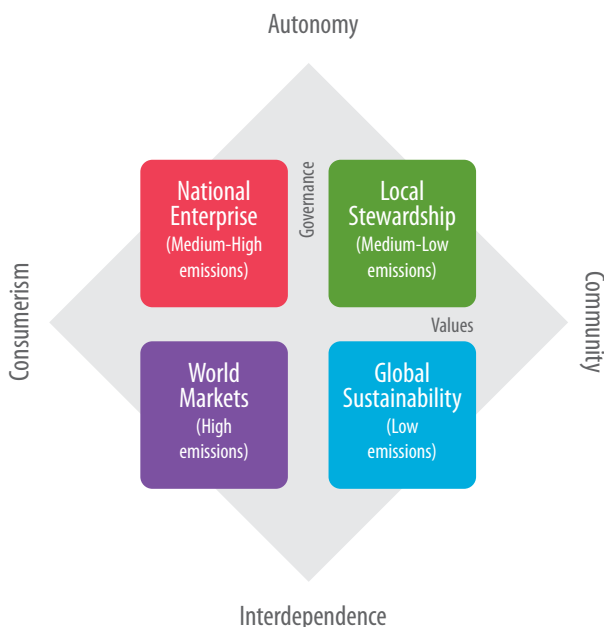 Autonomy
National
Enterprise
(Medium-High
emissions)
Governance
Local
Stewardship
(Medium-Low
emissions)
Consumerism
Values
Community
World
Markets
(High
emissions)
Global
Sustainability
(Low
emissions)
Interdependence